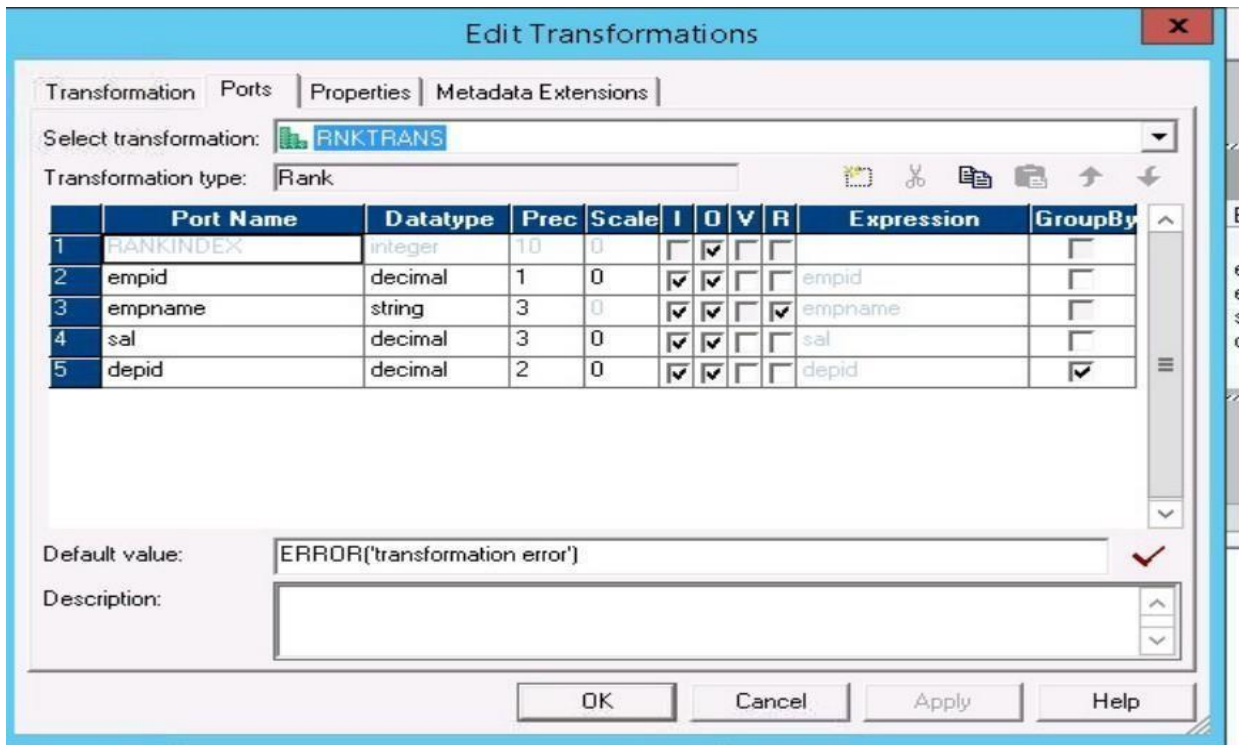 Edit Transformations
x
Transformation Ports Properties Metadata Extensions
Select transformation: RNKTRANS
Transformation type: Rank
Port Name Datatype Prec Scale I O V R Expression GroupBy
1 RANKINDEX integer 10 0
2 empid decimal 1 0 empid
3 empname string 3 0 empname
4 sal decimal 3 0 sal
5 depid decimal 2 0 depid
Default value: ERROR('transformation error')
Description:
OK Cancel Apply Help